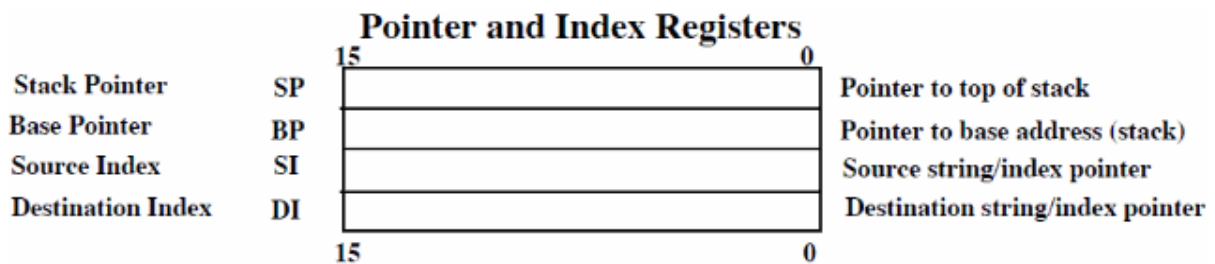 Pointer and Index Registers
15 0
Stack Pointer SP Pointer to top of stack
Base Pointer BP Pointer to base address (stack)
Source Index SI Source string/index pointer
Destination Index DI Destination string/index pointer
15 0